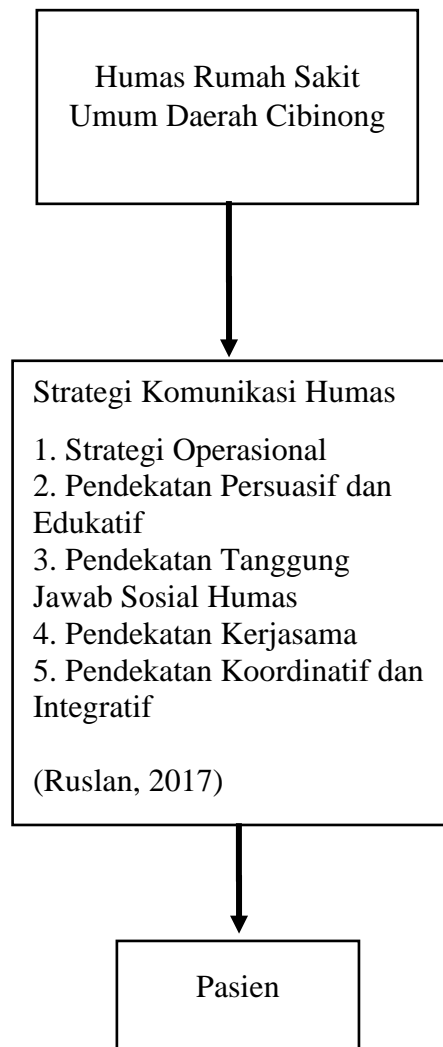 Humas Rumah Sakit
Umum Daerah Cibinong
Strategi Komunikasi Humas
1. Strategi Operasional
2. Pendekatan Persuasif dan
Edukatif
3. Pendekatan Tanggung
Jawab Sosial Humas
4. Pendekatan Kerjasama
5. Pendekatan Koordinatif dan
Integratif
(Ruslan, 2017)
Pasien